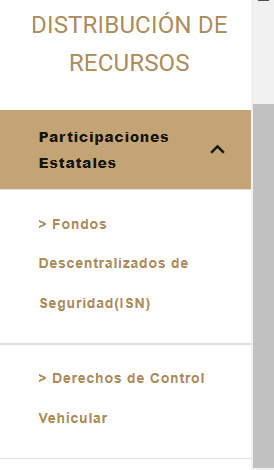 DISTRIBUCIÓN DE
RECURSOS
Participaciones
Estatales
> Fondos
Descentralizados de
Seguridad(ISN)
> Derechos de Control
Vehicular